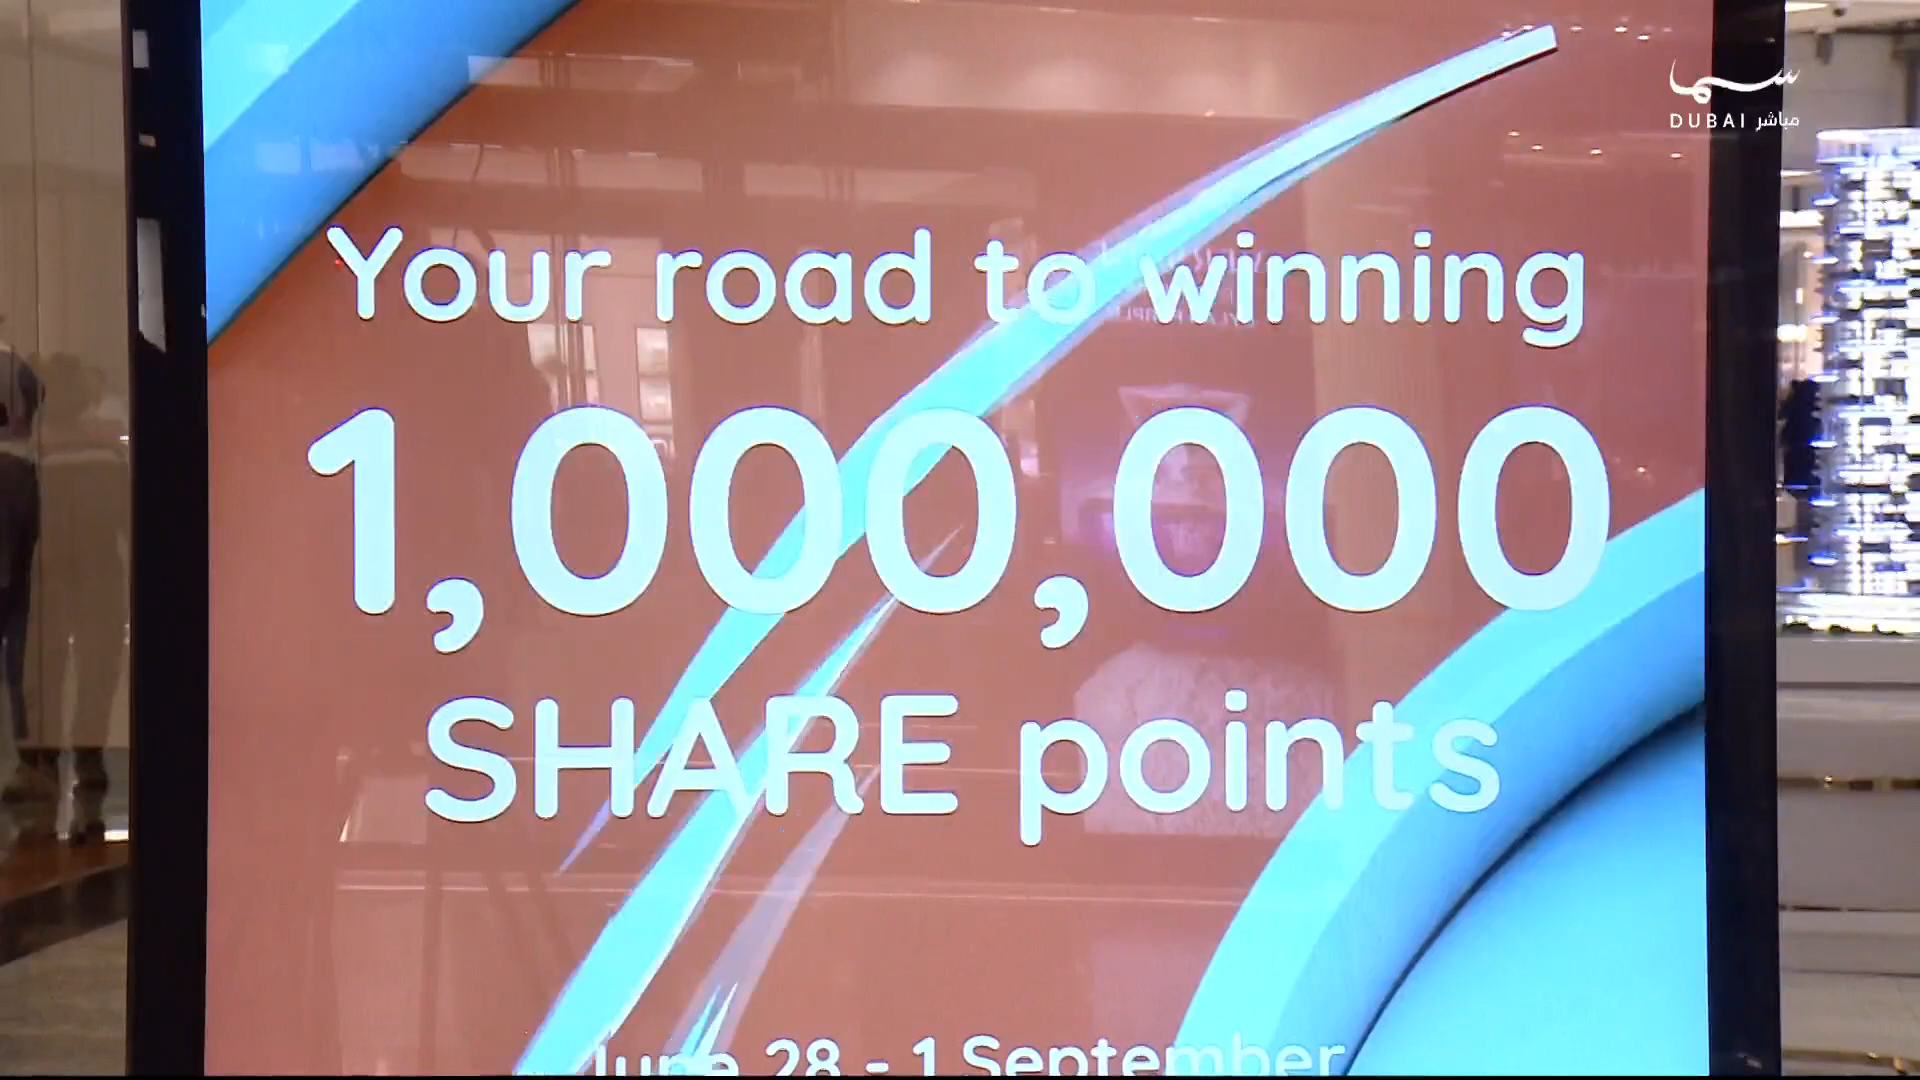 سما
DUBAI مباشر
Your road to winning
1,000,000
SHARE points
June 28 - 1 September